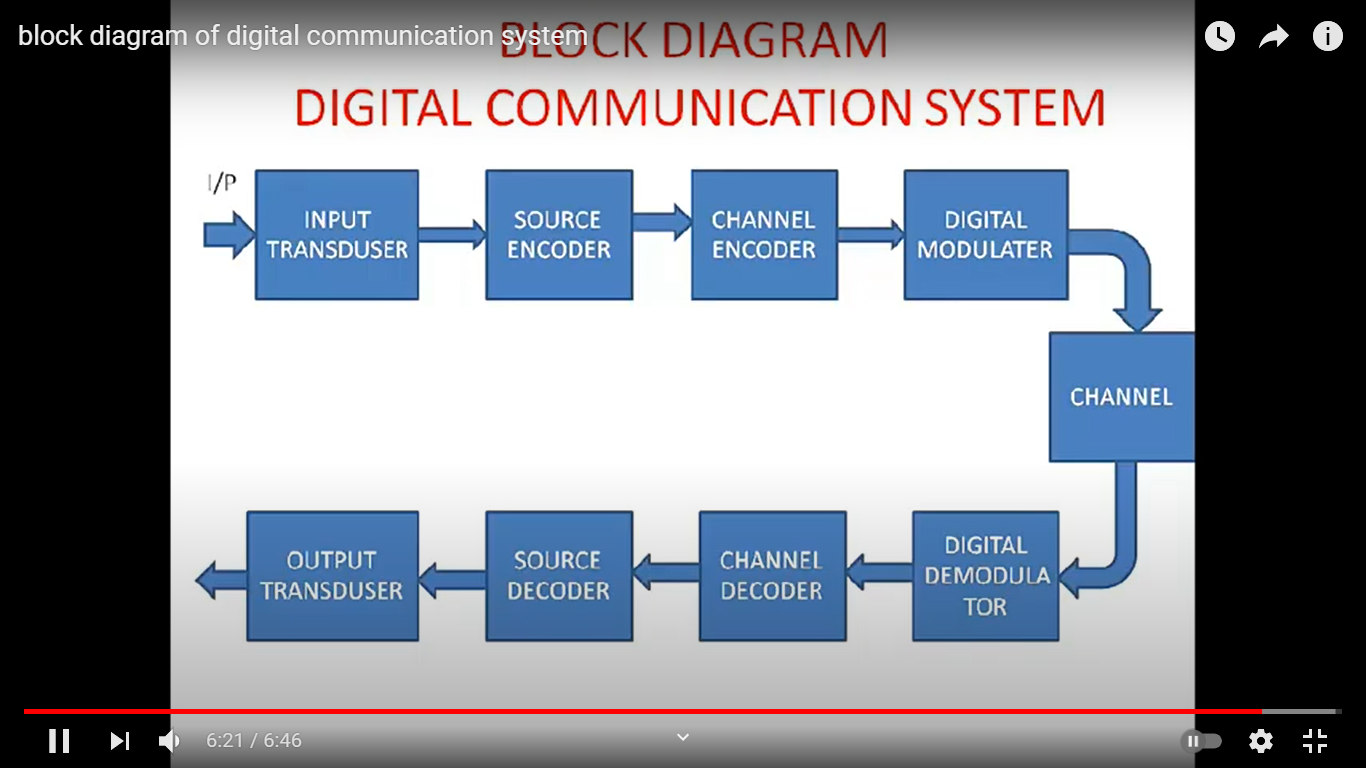 block diagram of digital communication system
BLOCK DIAGRAM
DIGITAL COMMUNICATION SYSTEM
I/P
INPUT
TRANSDUSER
SOURCE
ENCODER
CHANNEL
ENCODER
DIGITAL
MODULATER
CHANNEL
OUTPUT
TRANSDUSER
SOURCE
DECODER
CHANNEL
DECODER
DIGITAL
DEMODULA
TOR
6:21 / 6:46